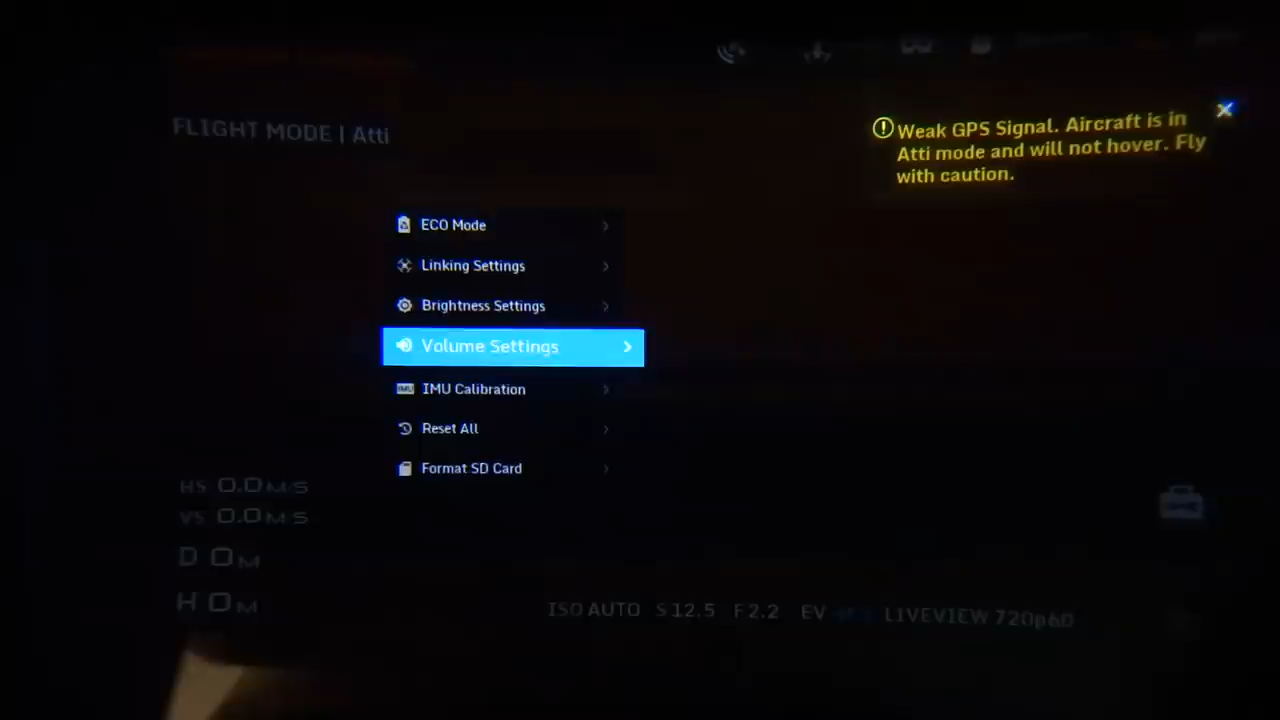 FLIGHT MODE | Atti
Weak GPS Signal. Aircraft is in
Atti mode and will not hover. Fly
with caution.
ECO Mode
Linking Settings
Brightness Settings
Volume Settings
IMU Calibration
Reset All
Format SD Card
HS 0.0M/S
VS 0.0M/S
D 0M
H 0M
ISO AUTO S 12.5 F 2.2 EV LIVEVIEW 720p60